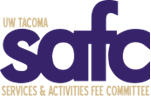 UW TACOMA
safc
SERVICES & ACTIVITIES FEE COMMITTEE